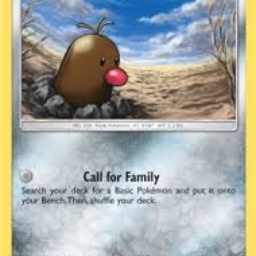 Call for Family
Search your deck for a Basic Pokémon and put it onto
your Bench. Then, shuffle your deck.